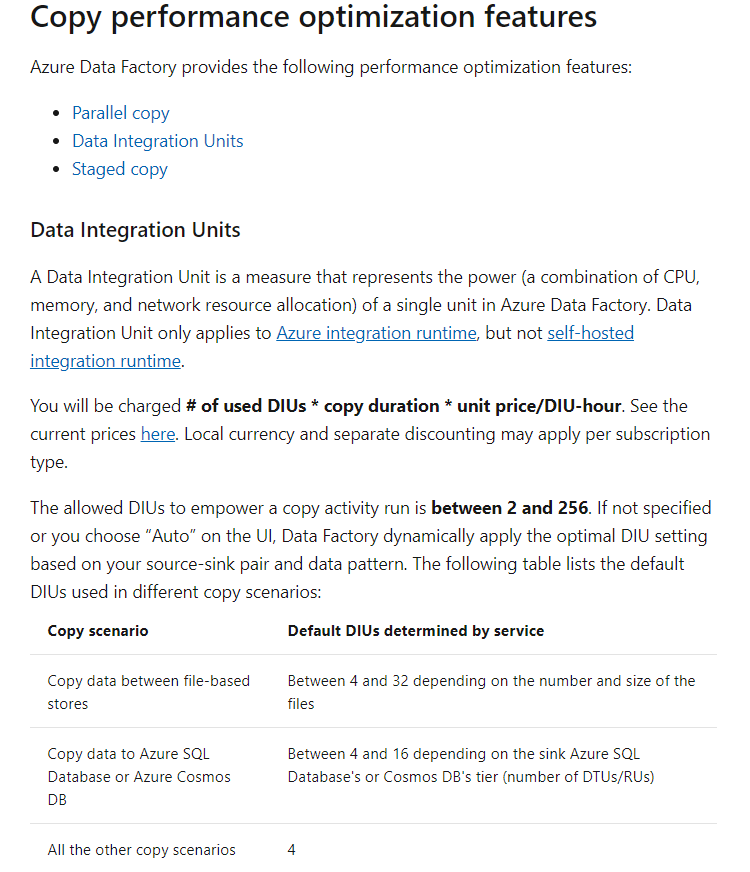 Copy performance optimization features
Azure Data Factory provides the following performance optimization features:
• Parallel copy
• Data Integration Units
• Staged copy
Data Integration Units
A Data Integration Unit is a measure that represents the power (a combination of CPU,
memory, and network resource allocation) of a single unit in Azure Data Factory. Data
Integration Unit only applies to Azure integration runtime, but not self-hosted
integration runtime.
You will be charged # of used DIUs * copy duration * unit price/DIU-hour. See the
current prices here. Local currency and separate discounting may apply per subscription
type.
The allowed DIUs to empower a copy activity run is between 2 and 256. If not specified
or you choose “Auto” on the UI, Data Factory dynamically apply the optimal DIU setting
based on your source-sink pair and data pattern. The following table lists the default
DIUs used in different copy scenarios:
Copy scenario Default DIUs determined by service
Copy data between file-based Between 4 and 32 depending on the number and size of the
stores files
Copy data to Azure SQL Between 4 and 16 depending on the sink Azure SQL
Database or Azure Cosmos Database's or Cosmos DB's tier (number of DTUs/RUs)
DB
All the other copy scenarios 4